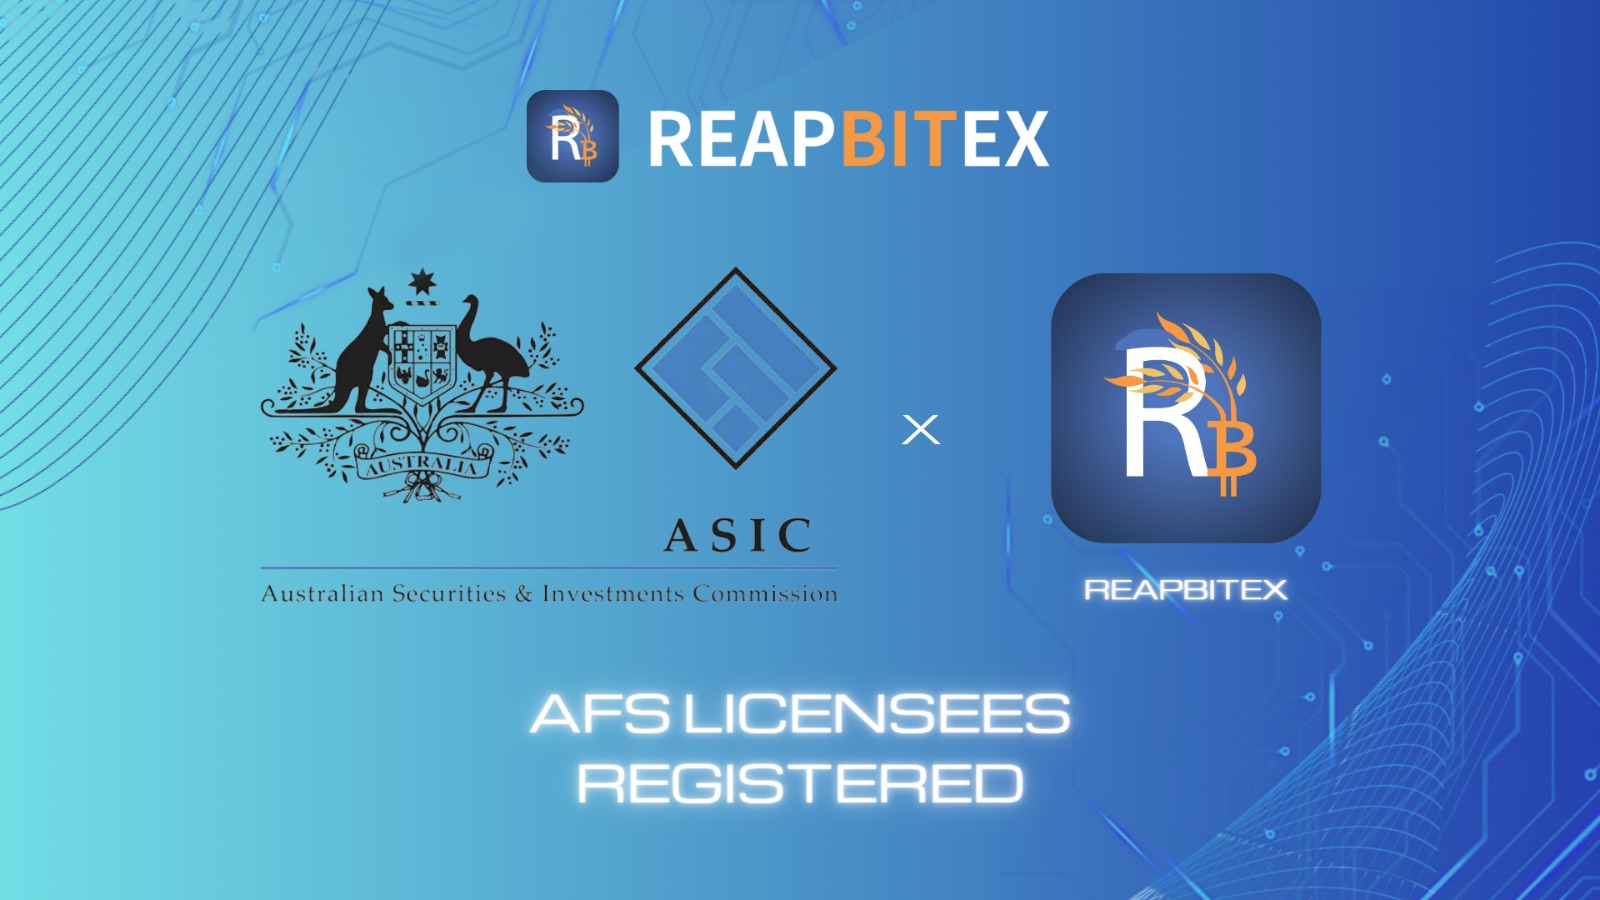 REAPBITEX
AUSTRALIA
ASIC
Australian Securities & Investments Commission
X
REAPBITEX
AFS LICENSEES
REGISTERED